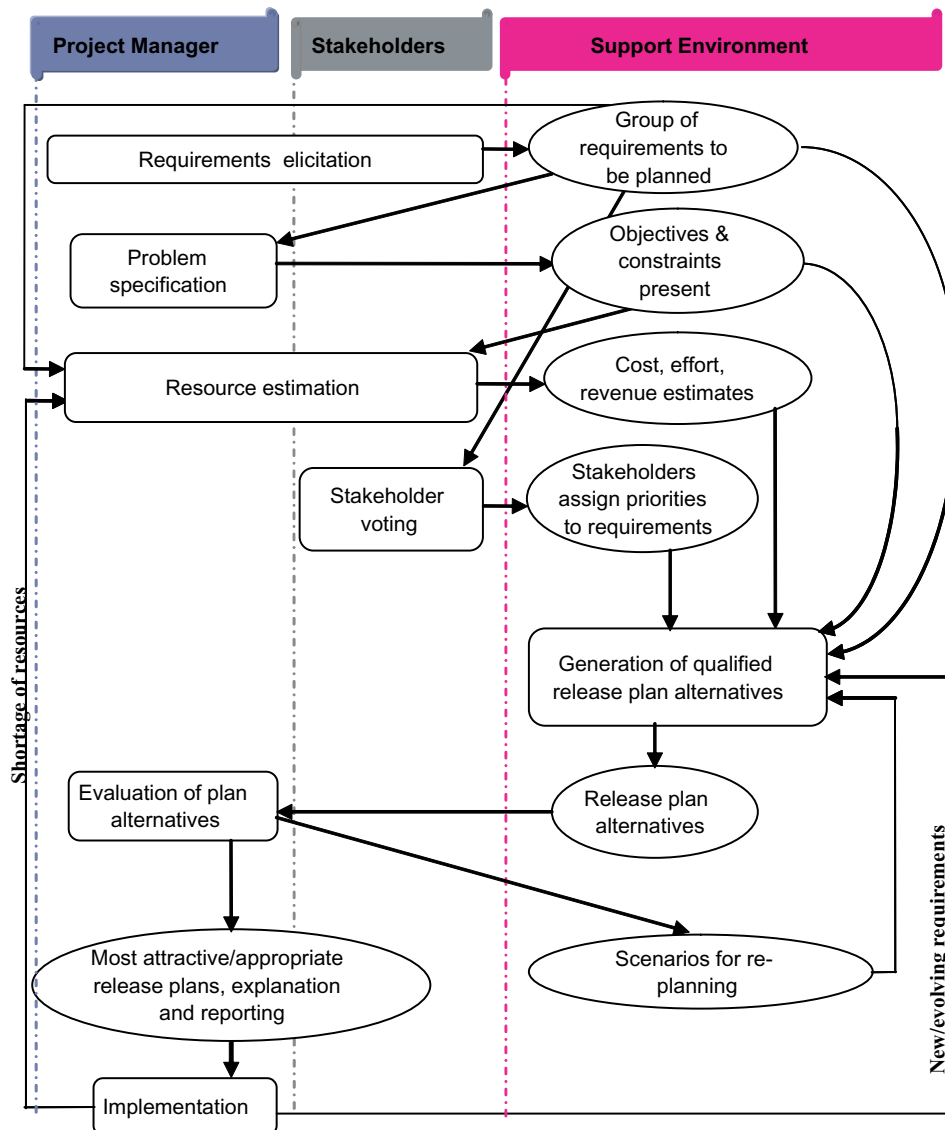 Project Manager
Stakeholders
Support Environment
Group of
requirements to
be planned
Requirements elicitation
Problem
specification
Objectives &
constraints
present
Resource estimation
Cost, effort,
revenue estimates
Stakeholder
voting
Stakeholders
assign priorities
to requirements
Generation of qualified
release plan alternatives
Shortage of resources
Evaluation of plan
alternatives
Release plan
alternatives
New/evolving requirements
Most attractive/appropriate
release plans, explanation
and reporting
Scenarios for re-
planning
Implementation